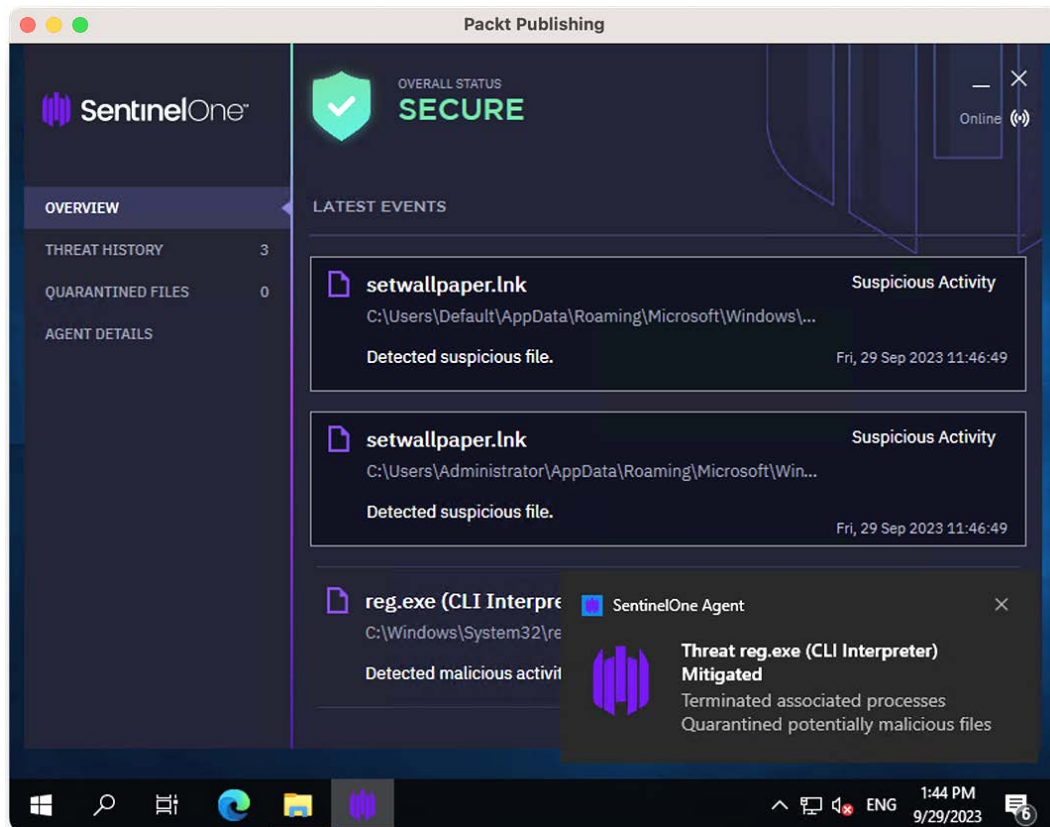 Packt Publishing
SentinelOne™
OVERALL STATUS
SECURE
Online
OVERVIEW
THREAT HISTORY 3
QUARANTINED FILES 0
AGENT DETAILS
LATEST EVENTS
setwallpaper.lnk Suspicious Activity
C:\Users\Default\AppData\Roaming\Microsoft\Windows\...
Detected suspicious file. Fri, 29 Sep 2023 11:46:49
setwallpaper.lnk Suspicious Activity
C:\Users\Administrator\AppData\Roaming\Microsoft\Win...
Detected suspicious file. Fri, 29 Sep 2023 11:46:49
reg.exe (CLI Interpre
C:\Windows\System32\re
Detected malicious activit
SentinelOne Agent
Threat reg.exe (CLI Interpreter)
Mitigated
Terminated associated processes
Quarantined potentially malicious files
ENG
1:44 PM
9/29/2023
6